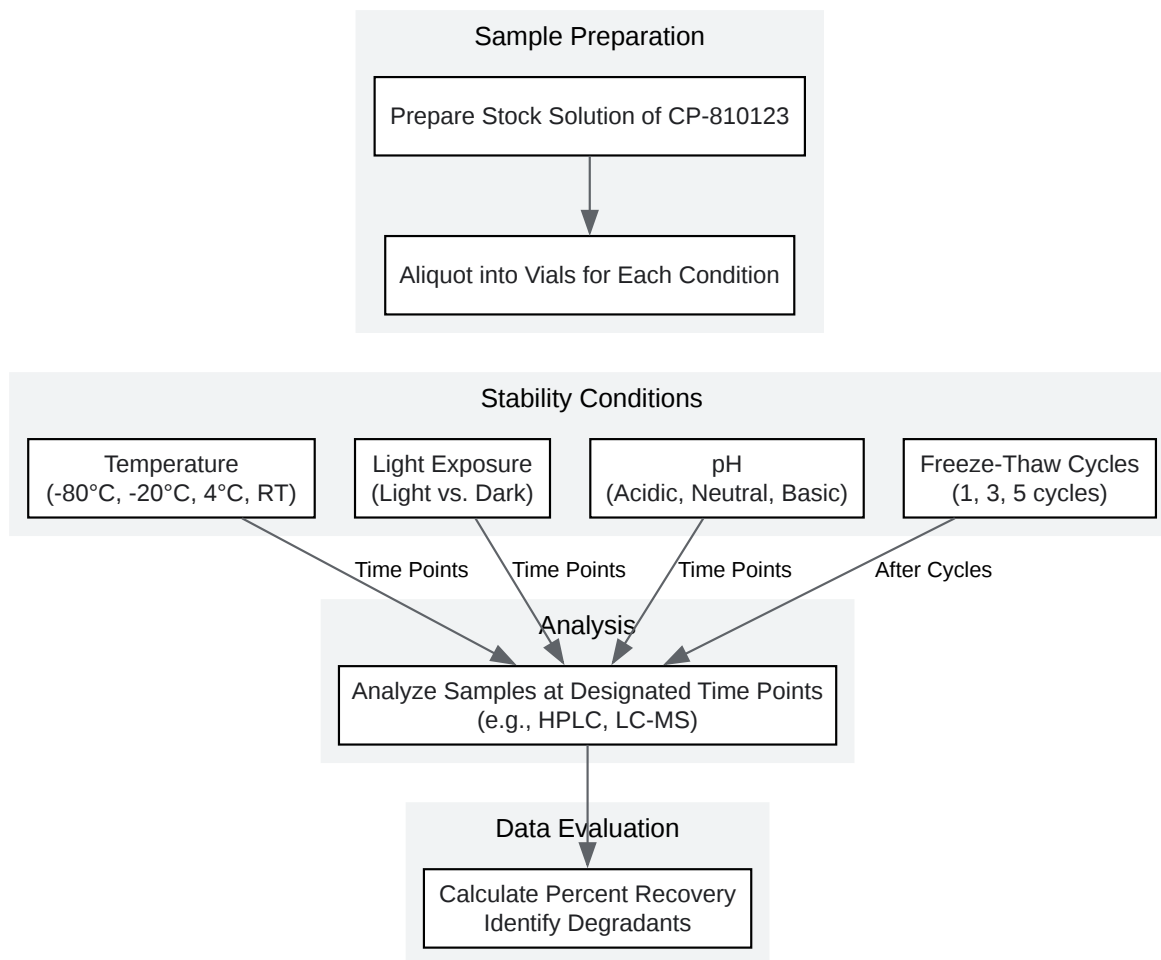 Sample Preparation
Prepare Stock Solution of CP-810123
Aliquot into Vials for Each Condition
Stability Conditions
Temperature
(-80°C, -20°C, 4°C, RT)
Light Exposure
(Light vs. Dark)
pH
(Acidic, Neutral, Basic)
Freeze-Thaw Cycles
(1, 3, 5 cycles)
Time Points
Time Points
Time Points
After Cycles
Analysis
Analyze Samples at Designated Time Points
(e.g., HPLC, LC-MS)
Data Evaluation
Calculate Percent Recovery
Identify Degradants